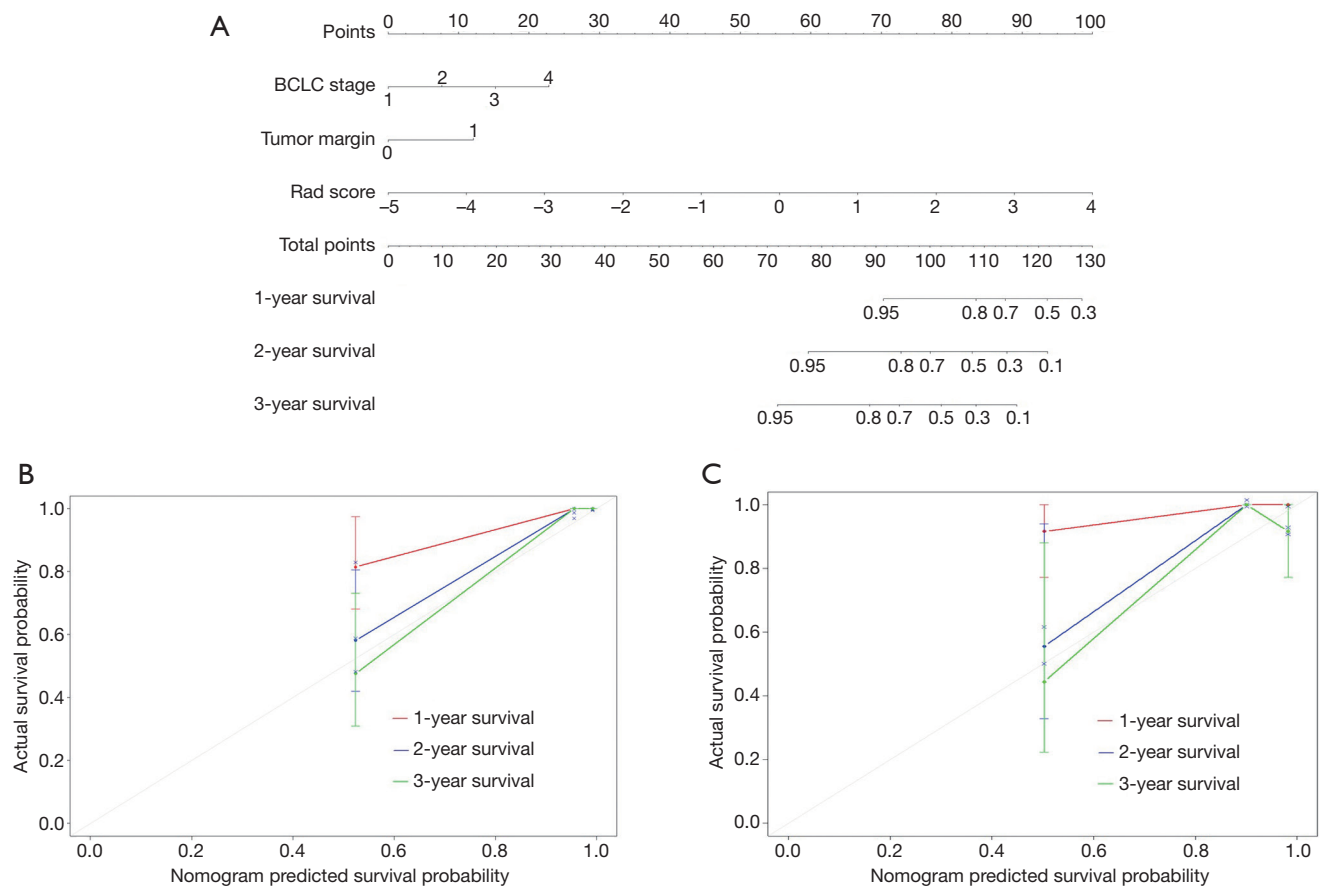 A
Points 0 10 20 30 40 50 60 70 80 90 100
BCLC stage 1 2 3 4
Tumor margin 0 1
Rad score –5 –4 –3 –2 –1 0 1 2 3 4
Total points 0 10 20 30 40 50 60 70 80 90 100 110 120 130
1-year survival 0.95 0.8 0.7 0.5 0.3
2-year survival 0.95 0.8 0.7 0.5 0.3 0.1
3-year survival 0.95 0.8 0.7 0.5 0.3 0.1
B
Actual survival probability
1.0
0.8
0.6
0.4
0.2
0.0
1-year survival
2-year survival
3-year survival
0.0 0.2 0.4 0.6 0.8 1.0
Nomogram predicted survival probability
C
Actual survival probability
1.0
0.8
0.6
0.4
0.2
0.0
1-year survival
2-year survival
3-year survival
0.0 0.2 0.4 0.6 0.8 1.0
Nomogram predicted survival probability